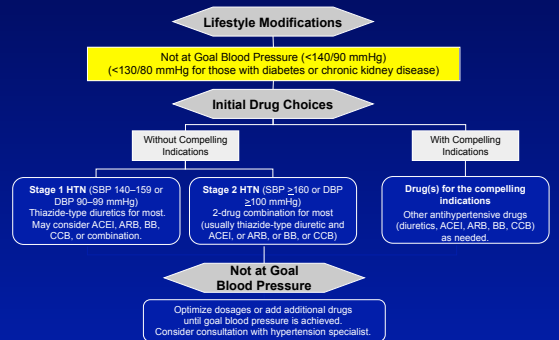 Lifestyle Modifications
Not at Goal Blood Pressure (<140/90 mmHg)
(<130/80 mmHg for those with diabetes or chronic kidney disease)
Initial Drug Choices
Without Compelling
Indications
With Compelling
Indications
Stage 1 HTN (SBP 140–159 or
DBP 90–99 mmHg)
Thiazide-type diuretics for most.
May consider ACEI, ARB, BB,
CCB, or combination.
Stage 2 HTN (SBP ≥160 or DBP
≥100 mmHg)
2-drug combination for most
(usually thiazide-type diuretic and
ACEI, or ARB, or BB, or CCB)
Drug(s) for the compelling
indications
Other antihypertensive drugs
(diuretics, ACEI, ARB, BB, CCB)
as needed.
Not at Goal
Blood Pressure
Optimize dosages or add additional drugs
until goal blood pressure is achieved.
Consider consultation with hypertension specialist.